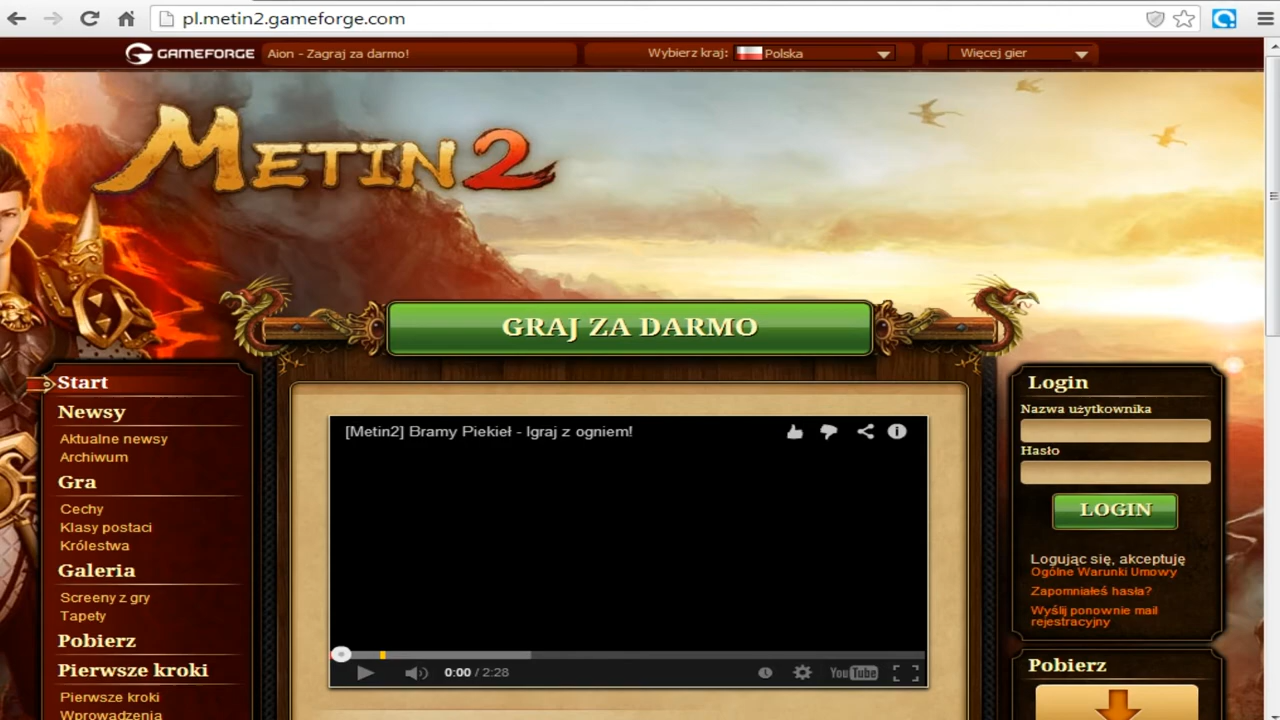 pl.metin2.gameforge.com
GAMEFORGE Aion - Zagraj za darmo! Wybierz kraj: Polska Więcej gier
METIN2
GRAJ ZA DARMO
Start
Newsy
Aktualne newsy
Archiwum
Gra
Cechy
Klasy postaci
Królestwa
Galeria
Screeny z gry
Tapety
Pobierz
Pierwsze kroki
Pierwsze kroki
Wprowadzenia
[Metin2] Bramy Piekieł - Igraj z ogniem!
0:00 / 2:28 YouTube
Login
Nazwa użytkownika
Hasło
LOGIN
Logując się, akceptuję
Ogólne Warunki Umowy
Zapomniałeś hasła?
Wyślij ponownie mail
rejestracyjny
Pobierz